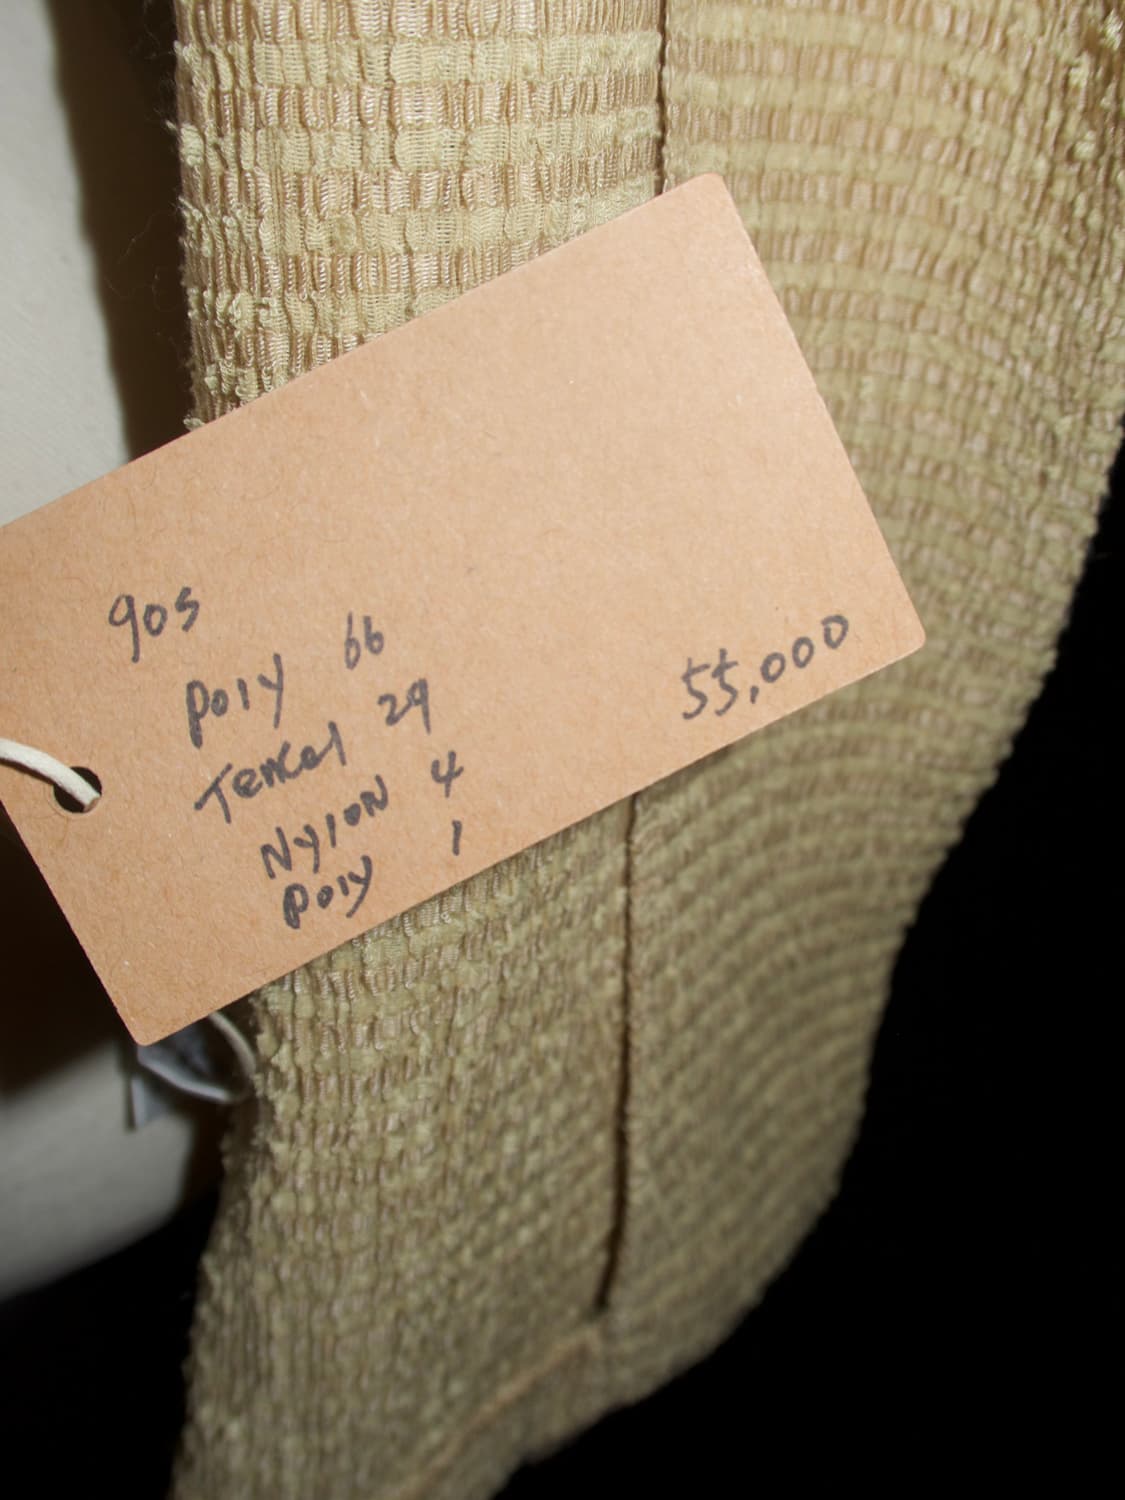 90s
Poly 66
Tencel 29
Nylon 4
Poly 1
55,000